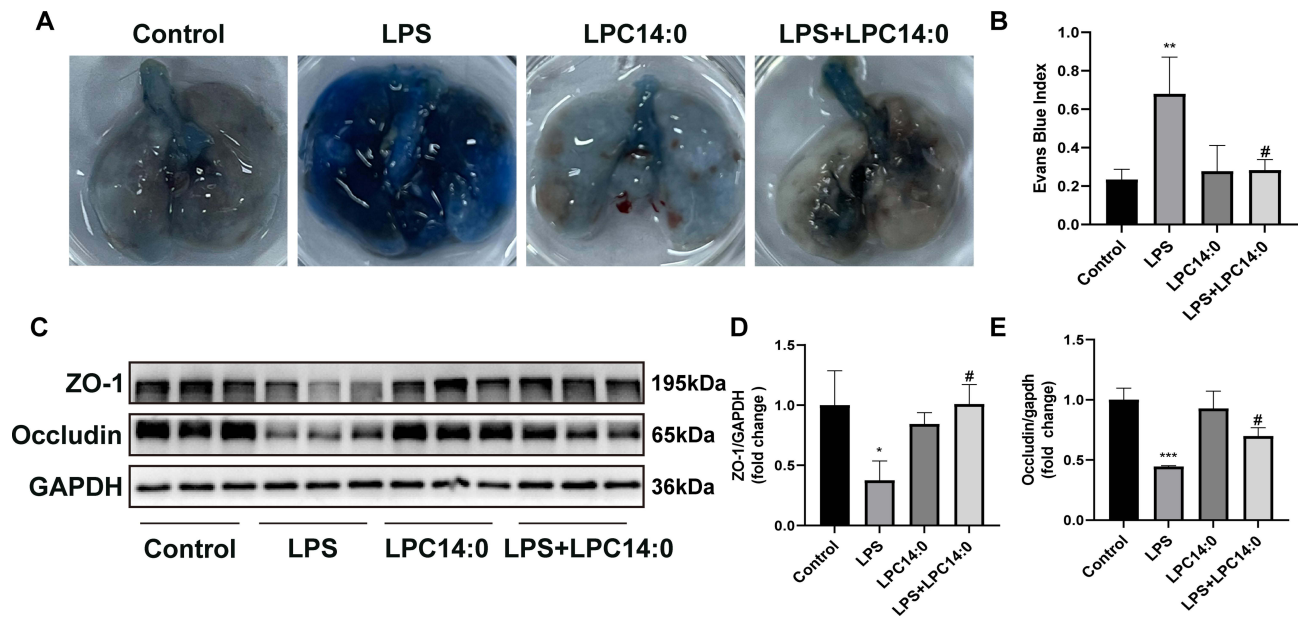 A
Control
LPS
LPC14:0
LPS+LPC14:0
B
Evans Blue Index
1.0
0.8
0.6
0.4
0.2
0.0
**
#
Control
LPS
LPC14:0
LPS+LPC14:0
C
ZO-1
195kDa
Occludin
65kDa
GAPDH
36kDa
Control
LPS
LPC14:0
LPS+LPC14:0
D
ZO-1/GAPDH
(fold change )
1.5
1.0
0.5
0.0
*
#
Control
LPS
LPC14:0
LPS+LPC14:0
E
Occludin/gapdh
(fold change)
1.5
1.0
0.5
0.0
***
#
Control
LPS
LPC14:0
LPS+LPC14:0